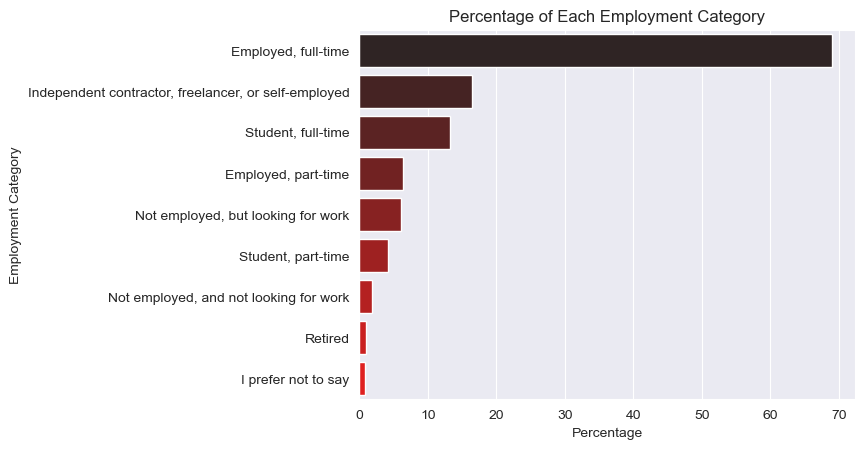 Percentage of Each Employment Category
Employment Category
Employed, full-time
Independent contractor, freelancer, or self-employed
Student, full-time
Employed, part-time
Not employed, but looking for work
Student, part-time
Not employed, and not looking for work
Retired
I prefer not to say
0 10 20 30 40 50 60 70
Percentage